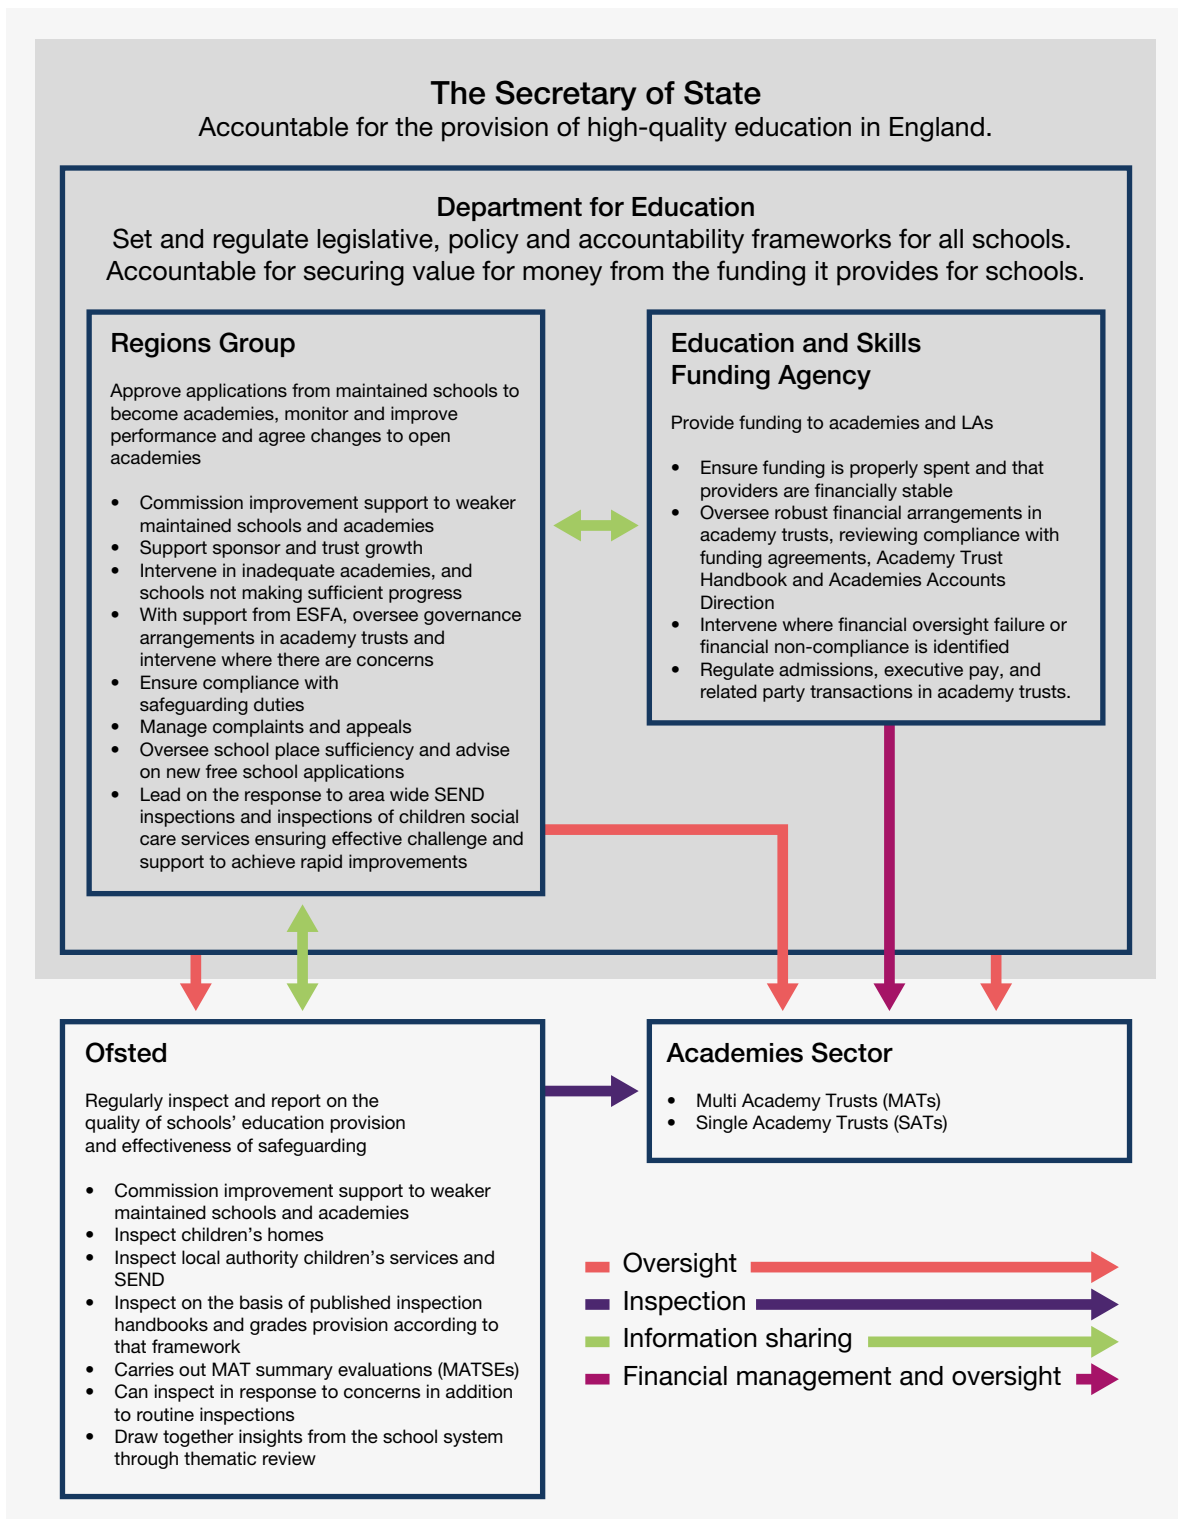 The Secretary of State
Accountable for the provision of high-quality education in England.
Department for Education
Set and regulate legislative, policy and accountability frameworks for all schools.
Accountable for securing value for money from the funding it provides for schools.
Regions Group
Approve applications from maintained schools to
become academies, monitor and improve
performance and agree changes to open
academies
• Commission improvement support to weaker
maintained schools and academies
• Support sponsor and trust growth
• Intervene in inadequate academies, and
schools not making sufficient progress
• With support from ESFA, oversee governance
arrangements in academy trusts and
intervene where there are concerns
• Ensure compliance with
safeguarding duties
• Manage complaints and appeals
• Oversee school place sufficiency and advise
on new free school applications
• Lead on the response to area wide SEND
inspections and inspections of children social
care services ensuring effective challenge and
support to achieve rapid improvements
Education and Skills
Funding Agency
Provide funding to academies and LAs
• Ensure funding is properly spent and that
providers are financially stable
• Oversee robust financial arrangements in
academy trusts, reviewing compliance with
funding agreements, Academy Trust
Handbook and Academies Accounts
Direction
• Intervene where financial oversight failure or
financial non-compliance is identified
• Regulate admissions, executive pay, and
related party transactions in academy trusts.
Ofsted
Regularly inspect and report on the
quality of schools’ education provision
and effectiveness of safeguarding
• Commission improvement support to weaker
maintained schools and academies
• Inspect children’s homes
• Inspect local authority children’s services and
SEND
• Inspect on the basis of published inspection
handbooks and grades provision according to
that framework
• Carries out MAT summary evaluations (MATSEs)
• Can inspect in response to concerns in addition
to routine inspections
• Draw together insights from the school system
through thematic review
Academies Sector
• Multi Academy Trusts (MATs)
• Single Academy Trusts (SATs)
Oversight
Inspection
Information sharing
Financial management and oversight